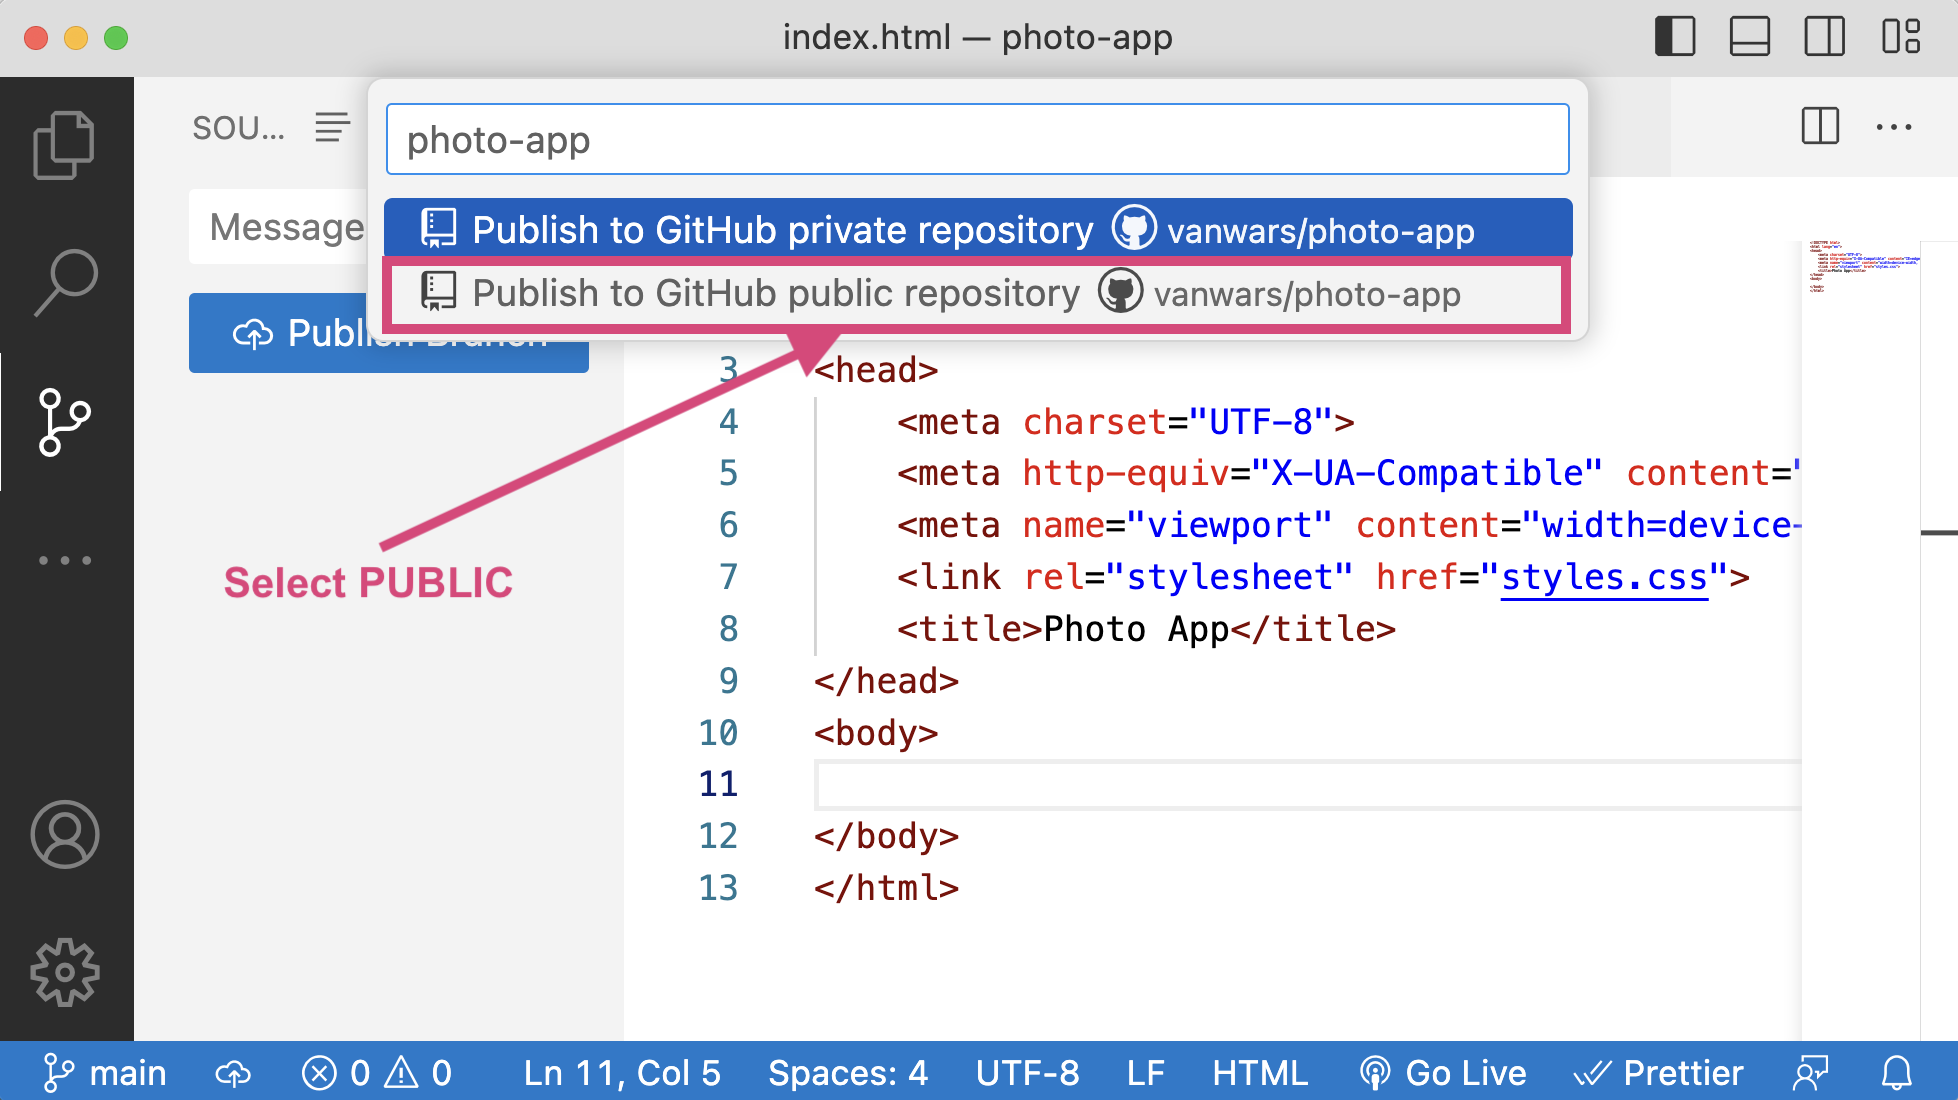 index.html — photo-app
SOU...
photo-app
Message
Publish to GitHub private repository vanwars/photo-app
Publish to GitHub public repository vanwars/photo-app
Publish Branch
3 <head>
4 <meta charset="UTF-8">
5 <meta http-equiv="X-UA-Compatible" content="
6 <meta name="viewport" content="width=device-
7 <link rel="stylesheet" href="styles.css">
8 <title>Photo App</title>
9 </head>
10 <body>
11
12 </body>
13 </html>
Select PUBLIC
main
0 0
Ln 11, Col 5
Spaces: 4
UTF-8
LF
HTML
Go Live
Prettier